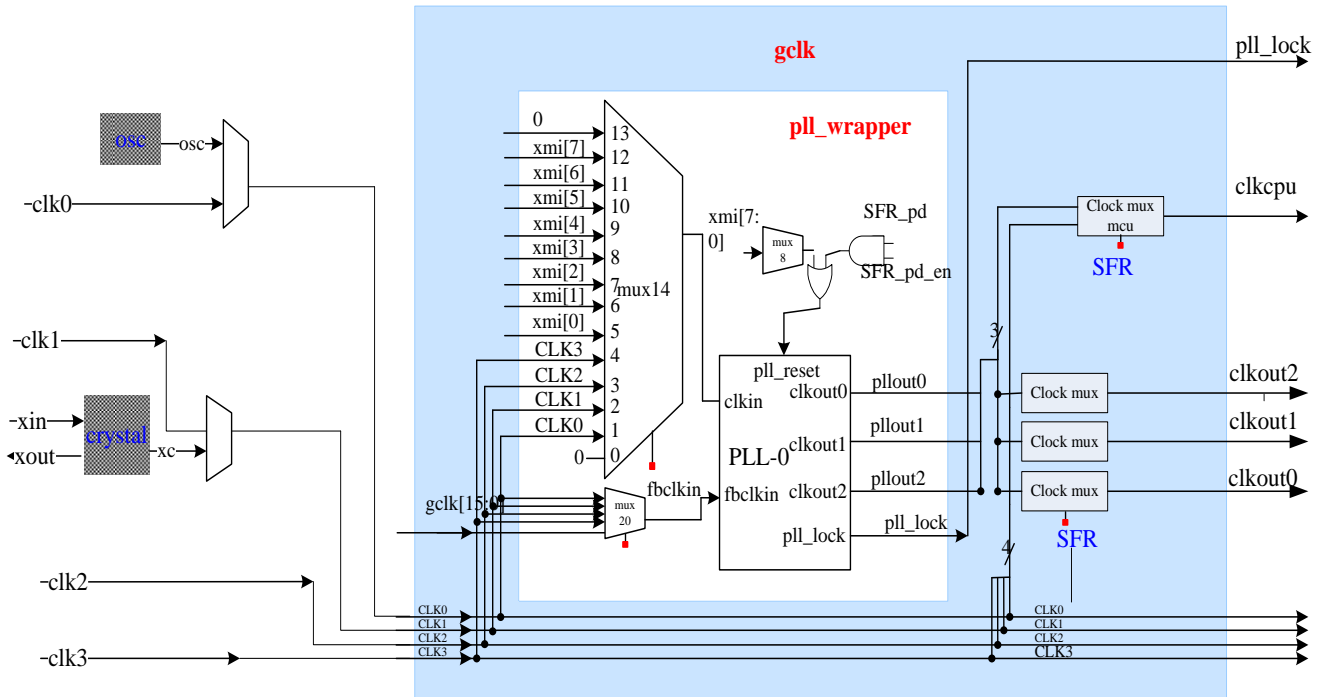 gclk
pll_lock
pll_wrapper
osc
osc
-clk0
-clk1
-xin
xout
crystal
xc
-clk2
-clk3
0
xmi[7]
xmi[6]
xmi[5]
xmi[4]
xmi[3]
xmi[2]
xmi[1]
xmi[0]
CLK3
CLK2
CLK1
CLK0
0
13
12
11
10
9
8
7
6
5
4
3
2
1
0
mux14
gclk[15:0]
mux
20
fbclkin
xmi[7:
0]
mux
8
SFR_pd
SFR_pd_en
pll_reset
clkin
PLL-0
fbclkin
clkout0
clkout1
clkout2
pll_lock
pllout0
pllout1
pllout2
pll_lock
3
4
Clock mux
mcu
SFR
clkcpu
Clock mux
clkout2
Clock mux
clkout1
Clock mux
clkout0
SFR
CLK0
CLK1
CLK2
CLK3
CLK0
CLK1
CLK2
CLK3